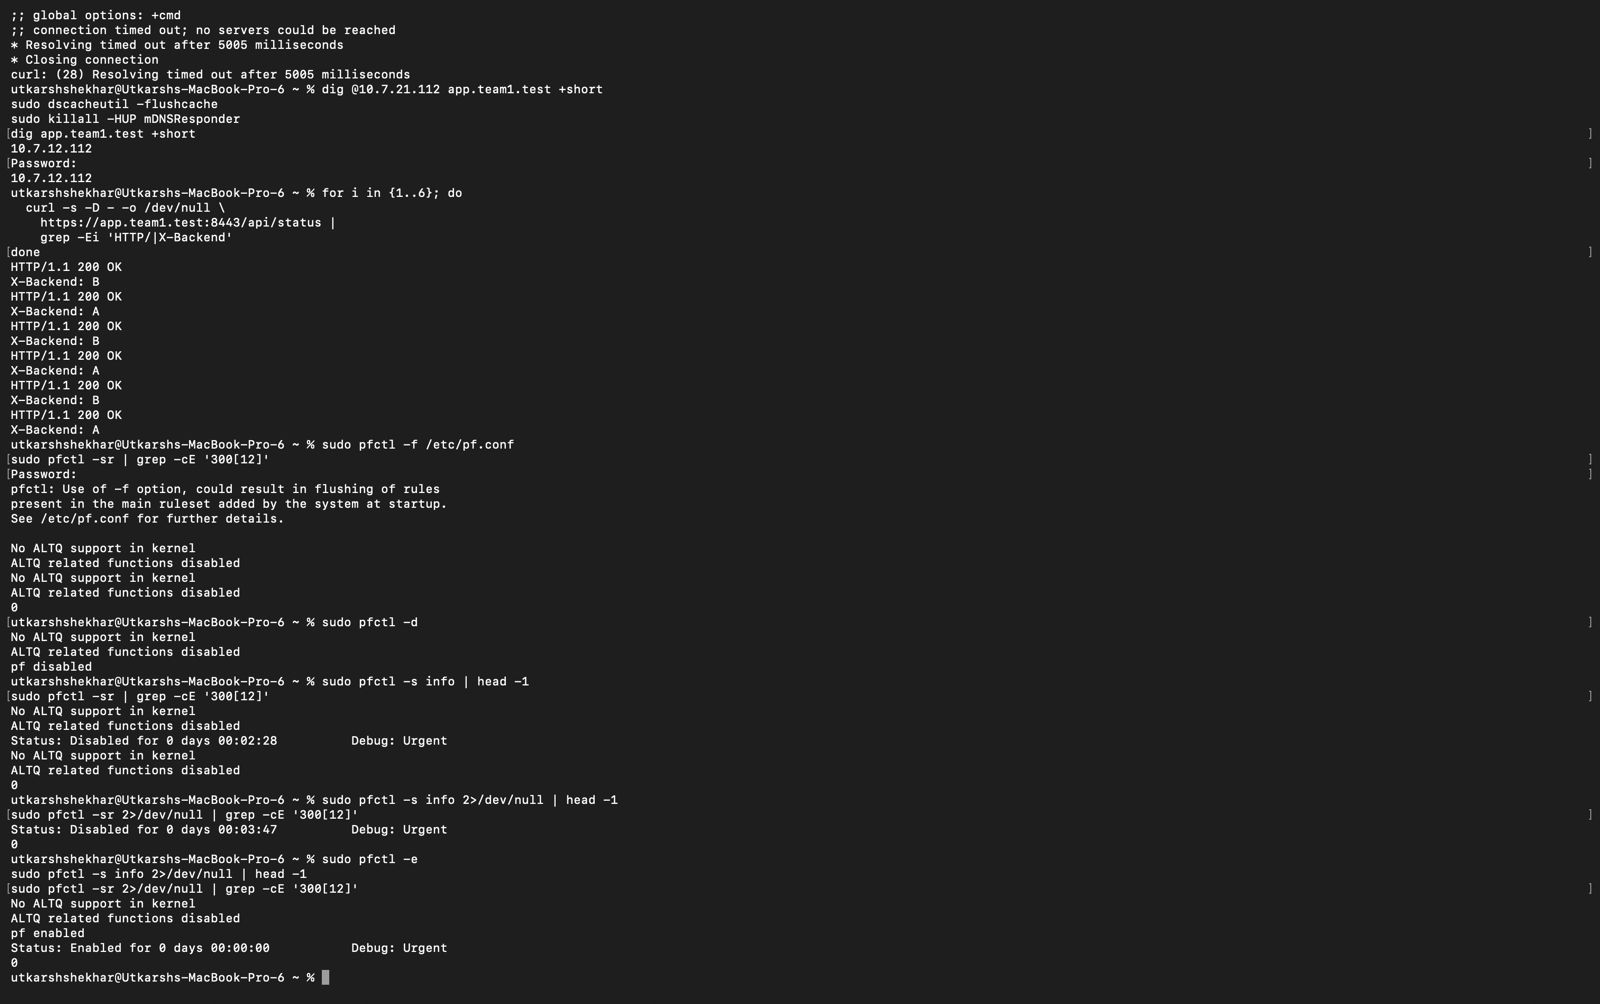 ;; global options: +cmd
;; connection timed out; no servers could be reached
* Resolving timed out after 5005 milliseconds
* Closing connection
curl: (28) Resolving timed out after 5005 milliseconds
utkarshshekhar@Utkarshs-MacBook-Pro-6 ~ % dig @10.7.21.112 app.team1.test +short
sudo dscacheutil -flushcache
sudo killall -HUP mDNSResponder
[dig app.team1.test +short ]
10.7.12.112
[Password: ]
10.7.12.112
utkarshshekhar@Utkarshs-MacBook-Pro-6 ~ % for i in {1..6}; do
  curl -s -D - -o /dev/null \
    https://app.team1.test:8443/api/status |
    grep -Ei 'HTTP/|X-Backend'
[done ]
HTTP/1.1 200 OK
X-Backend: B
HTTP/1.1 200 OK
X-Backend: A
HTTP/1.1 200 OK
X-Backend: B
HTTP/1.1 200 OK
X-Backend: A
HTTP/1.1 200 OK
X-Backend: B
HTTP/1.1 200 OK
X-Backend: A
utkarshshekhar@Utkarshs-MacBook-Pro-6 ~ % sudo pfctl -f /etc/pf.conf
[sudo pfctl -sr | grep -cE '300[12]' ]
[Password: ]
pfctl: Use of -f option, could result in flushing of rules
present in the main ruleset added by the system at startup.
See /etc/pf.conf for further details.

No ALTQ support in kernel
ALTQ related functions disabled
No ALTQ support in kernel
ALTQ related functions disabled
0
[utkarshshekhar@Utkarshs-MacBook-Pro-6 ~ % sudo pfctl -d ]
No ALTQ support in kernel
ALTQ related functions disabled
pf disabled
utkarshshekhar@Utkarshs-MacBook-Pro-6 ~ % sudo pfctl -s info | head -1
[sudo pfctl -sr | grep -cE '300[12]' ]
No ALTQ support in kernel
ALTQ related functions disabled
Status: Disabled for 0 days 00:02:28          Debug: Urgent
No ALTQ support in kernel
ALTQ related functions disabled
0
utkarshshekhar@Utkarshs-MacBook-Pro-6 ~ % sudo pfctl -s info 2>/dev/null | head -1
[sudo pfctl -sr 2>/dev/null | grep -cE '300[12]' ]
Status: Disabled for 0 days 00:03:47          Debug: Urgent
0
utkarshshekhar@Utkarshs-MacBook-Pro-6 ~ % sudo pfctl -e
sudo pfctl -s info 2>/dev/null | head -1
[sudo pfctl -sr 2>/dev/null | grep -cE '300[12]' ]
No ALTQ support in kernel
ALTQ related functions disabled
pf enabled
Status: Enabled for 0 days 00:00:00           Debug: Urgent
0
utkarshshekhar@Utkarshs-MacBook-Pro-6 ~ %